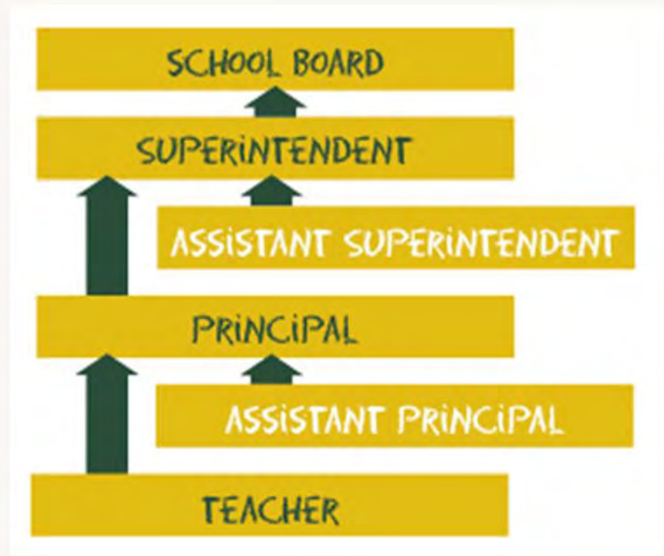 SCHOOL BOARD
SUPERINTENDENT
ASSISTANT SUPERINTENDENT
PRINCIPAL
ASSISTANT PRINCIPAL
TEACHER